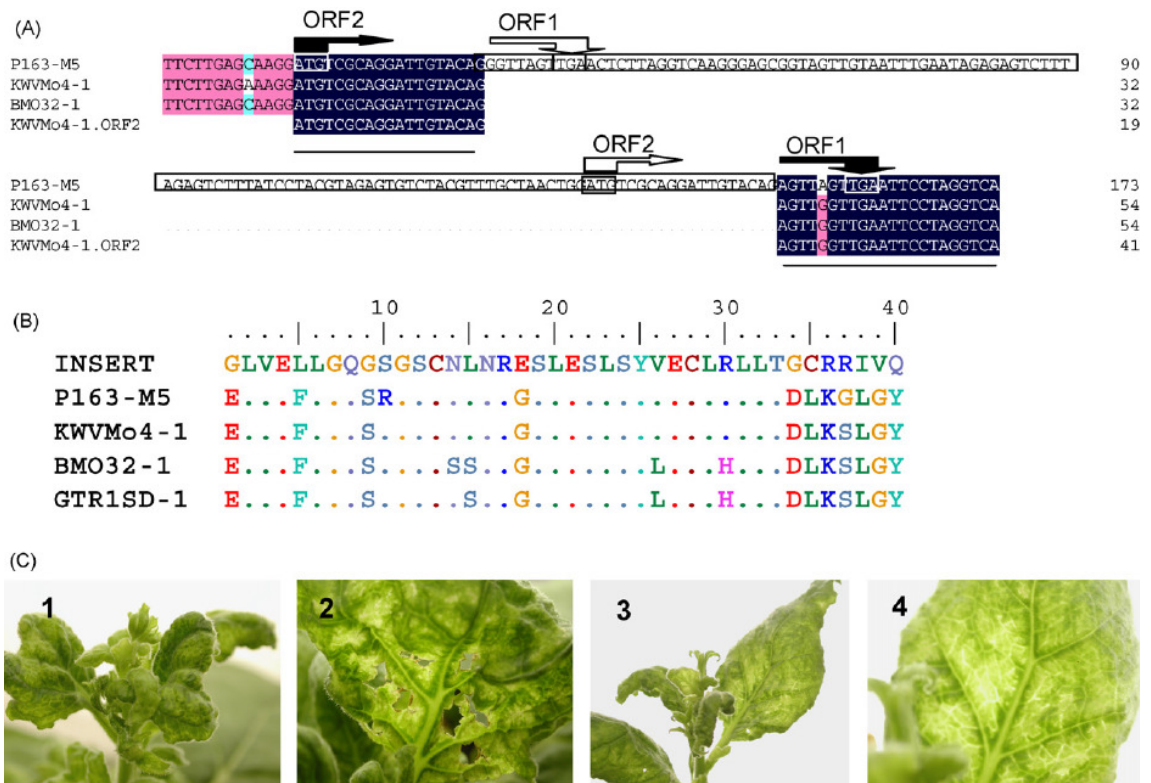 (A)
ORF2 ORF1
P163-M5 TTCTTGAGCAAGGATGTCGCAGGATTGTACAGGGTTAGTTGAACTCTTAGGTCAAGGGAGCGGTAGTTGTAATTTGAATAGAGAGTCTTT 90
KWVMo4-1 TTCTTGAGAAAGGATGTCGCAGGATTGTACAG 32
BMO32-1 TTCTTGAGCAAGGATGTCGCAGGATTGTACAG 32
KWVMo4-1.ORF2 ATGTCGCAGGATTGTACAG 19
ORF2 ORF1
P163-M5 AGAGTCTTTATCCTACGTAGAGTGTCTACGTTTGCTAACTGGATGTCGCAGGATTGTACAGAGTTAGTTGAATTCCTAGGTCA 173
KWVMo4-1 AGTTGGTTGAATTCCTAGGTCA 54
BMO32-1 AGTTGGTTGAATTCCTAGGTCA 54
KWVMo4-1.ORF2 AGTTGGTTGAATTCCTAGGTCA 41
(B)
10 20 30 40
INSERT GLVELLGQGSGSCNLNRESLESLSYVECLRLLTGCRRIVQ
P163-M5 E...F...SR.......G...............DLKGLGY
KWVMo4-1 E...F...S........G...............DLKSLGY
BMO32-1 E...F...S....SS..G.......L...H...DLKSLGY
GTR1SD-1 E...F...S.....S..G.......L...H...DLKSLGY
(C)
1 2 3 4